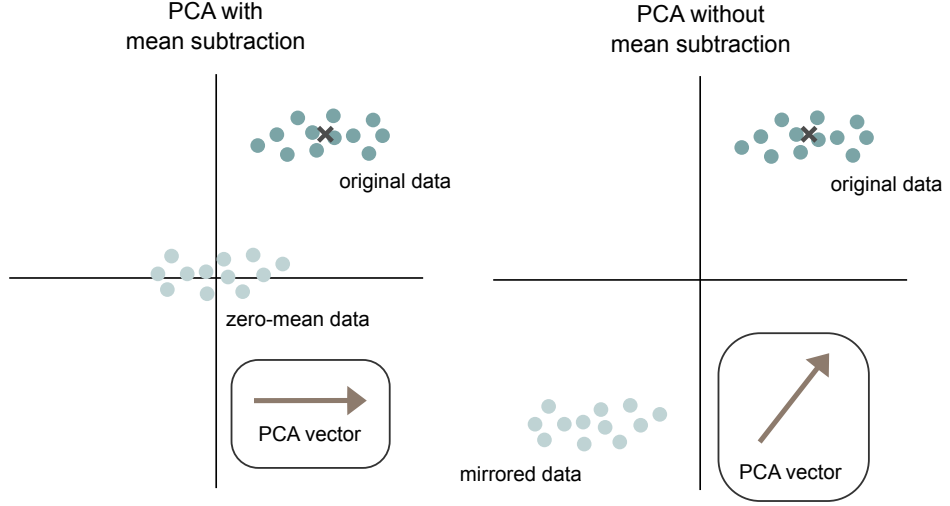 PCA with
mean subtraction
original data
zero-mean data
PCA vector
PCA without
mean subtraction
original data
mirrored data
PCA vector